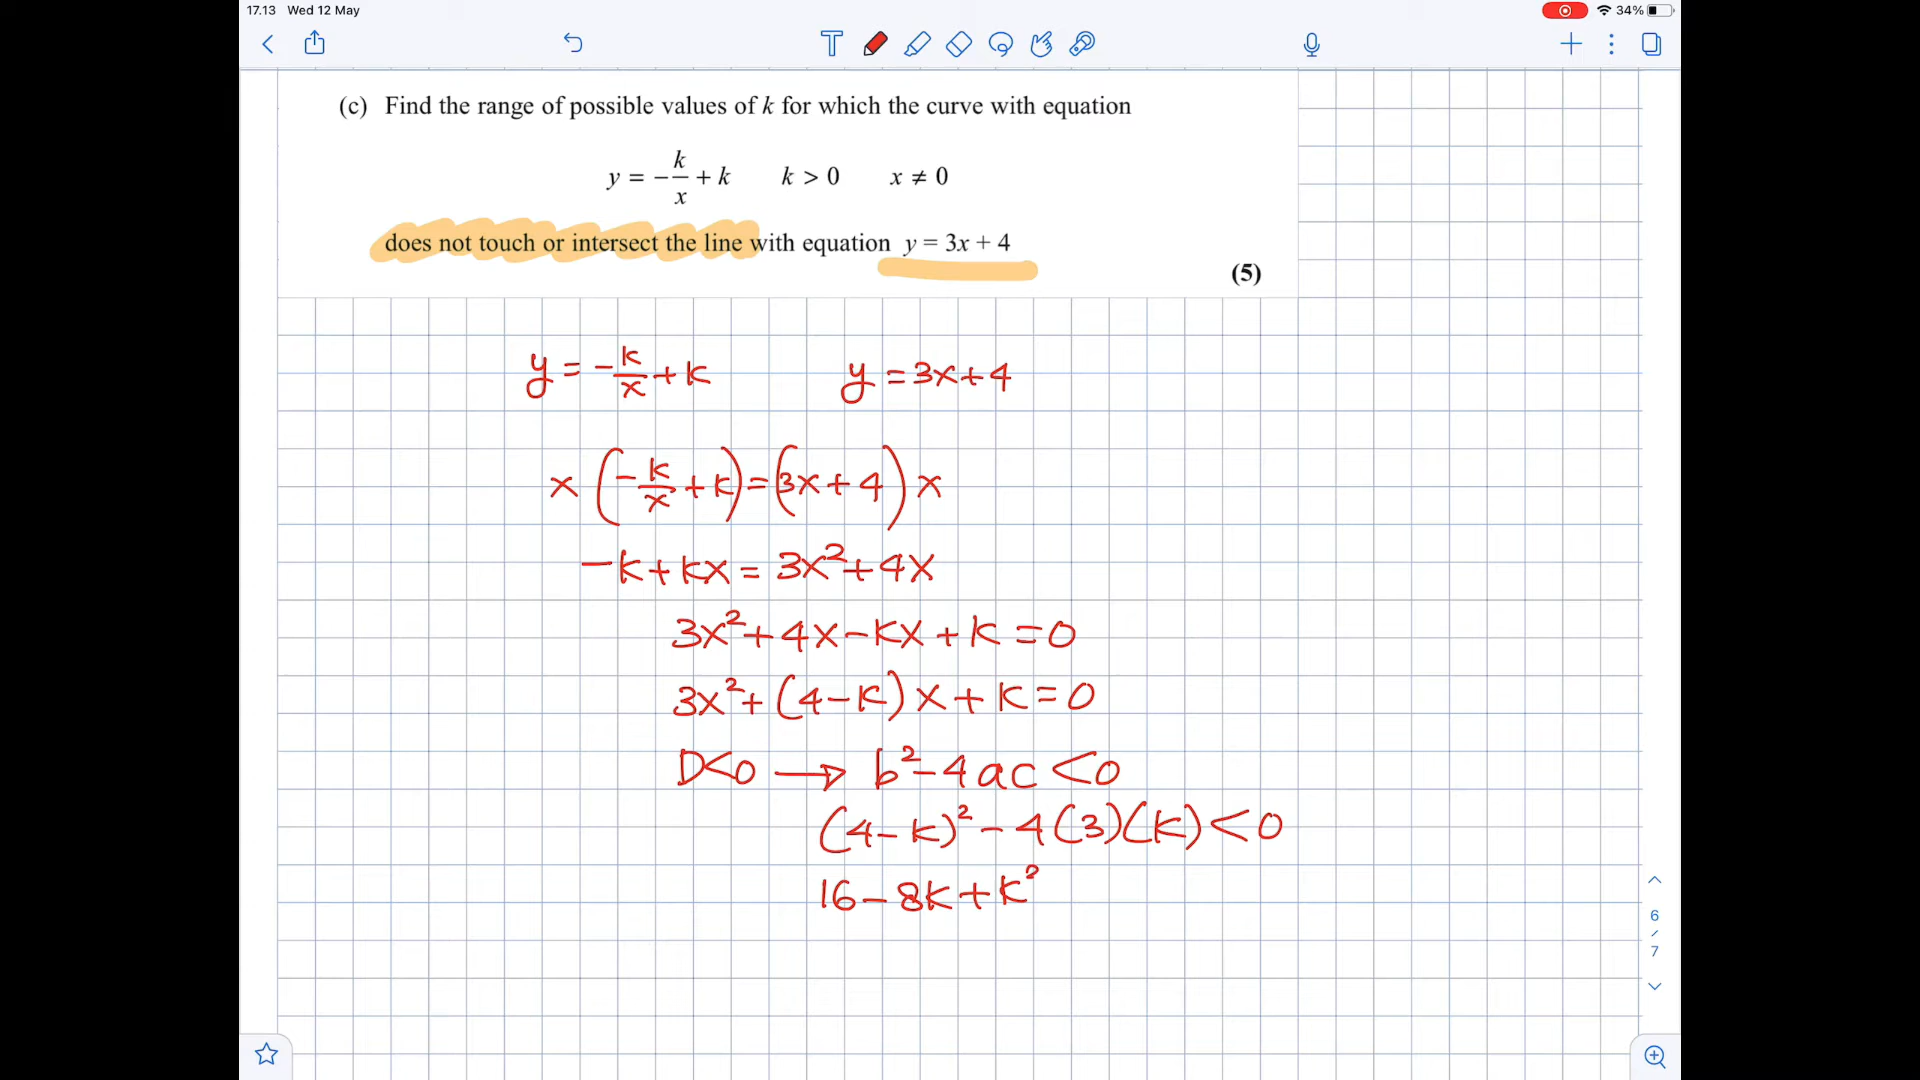 17.13 Wed 12 May
34%
(c) Find the range of possible values of k for which the curve with equation
y = -k/x + k k > 0 x ≠ 0
does not touch or intersect the line with equation y = 3x + 4
(5)
y = -k/x + k y = 3x + 4
x(-k/x + k) = (3x + 4)x
-k + kx = 3x² + 4x
3x² + 4x - kx + k = 0
3x² + (4 - k)x + k = 0
D<0 → b² - 4ac < 0
(4 - k)² - 4(3)(k) < 0
16 - 8k + k²
6
/
7